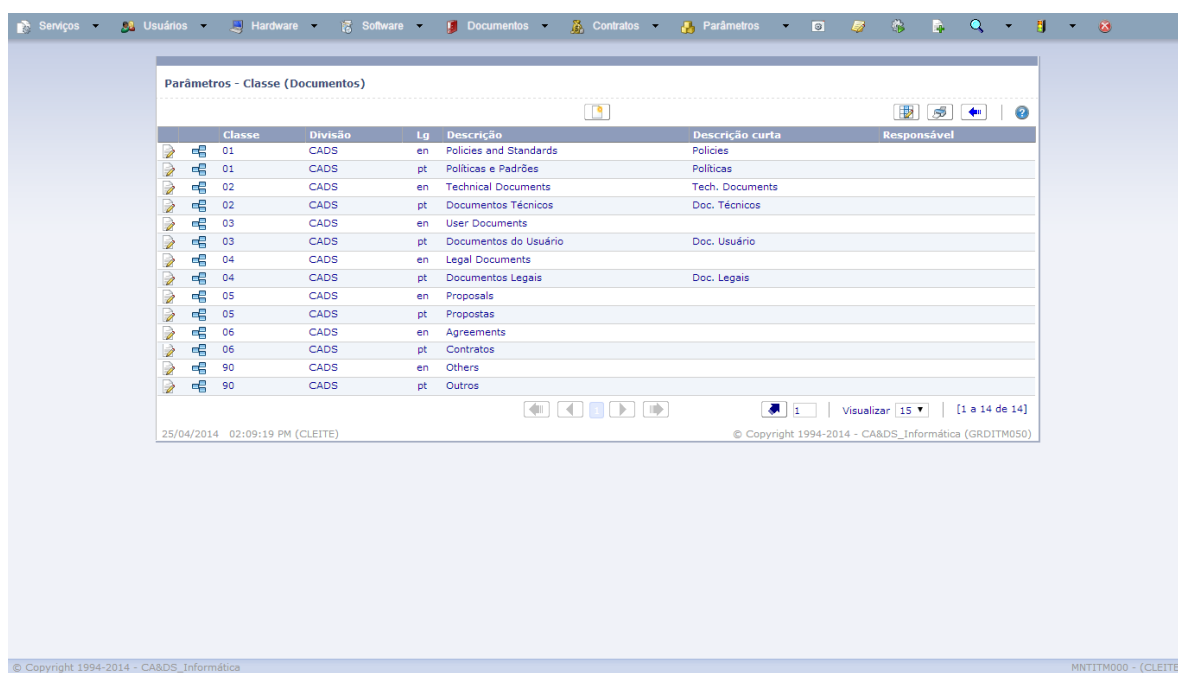 Serviços Usuários Hardware Software Documentos Contratos Parâmetros
Parâmetros - Classe (Documentos)
Classe Divisão Lg Descrição Descrição curta Responsável
01 CADS en Policies and Standards Policies
01 CADS pt Políticas e Padrões Políticas
02 CADS en Technical Documents Tech. Documents
02 CADS pt Documentos Técnicos Doc. Técnicos
03 CADS en User Documents
03 CADS pt Documentos do Usuário Doc. Usuário
04 CADS en Legal Documents
04 CADS pt Documentos Legais Doc. Legais
05 CADS en Proposals
05 CADS pt Propostas
06 CADS en Agreements
06 CADS pt Contratos
90 CADS en Others
90 CADS pt Outros
1 1 Visualizar 15 [1 a 14 de 14]
25/04/2014 02:09:19 PM (CLEITE) © Copyright 1994-2014 - CA&DS_Informática (GRDITM050)
© Copyright 1994-2014 - CA&DS_Informática MNTITM000 - (CLEITE